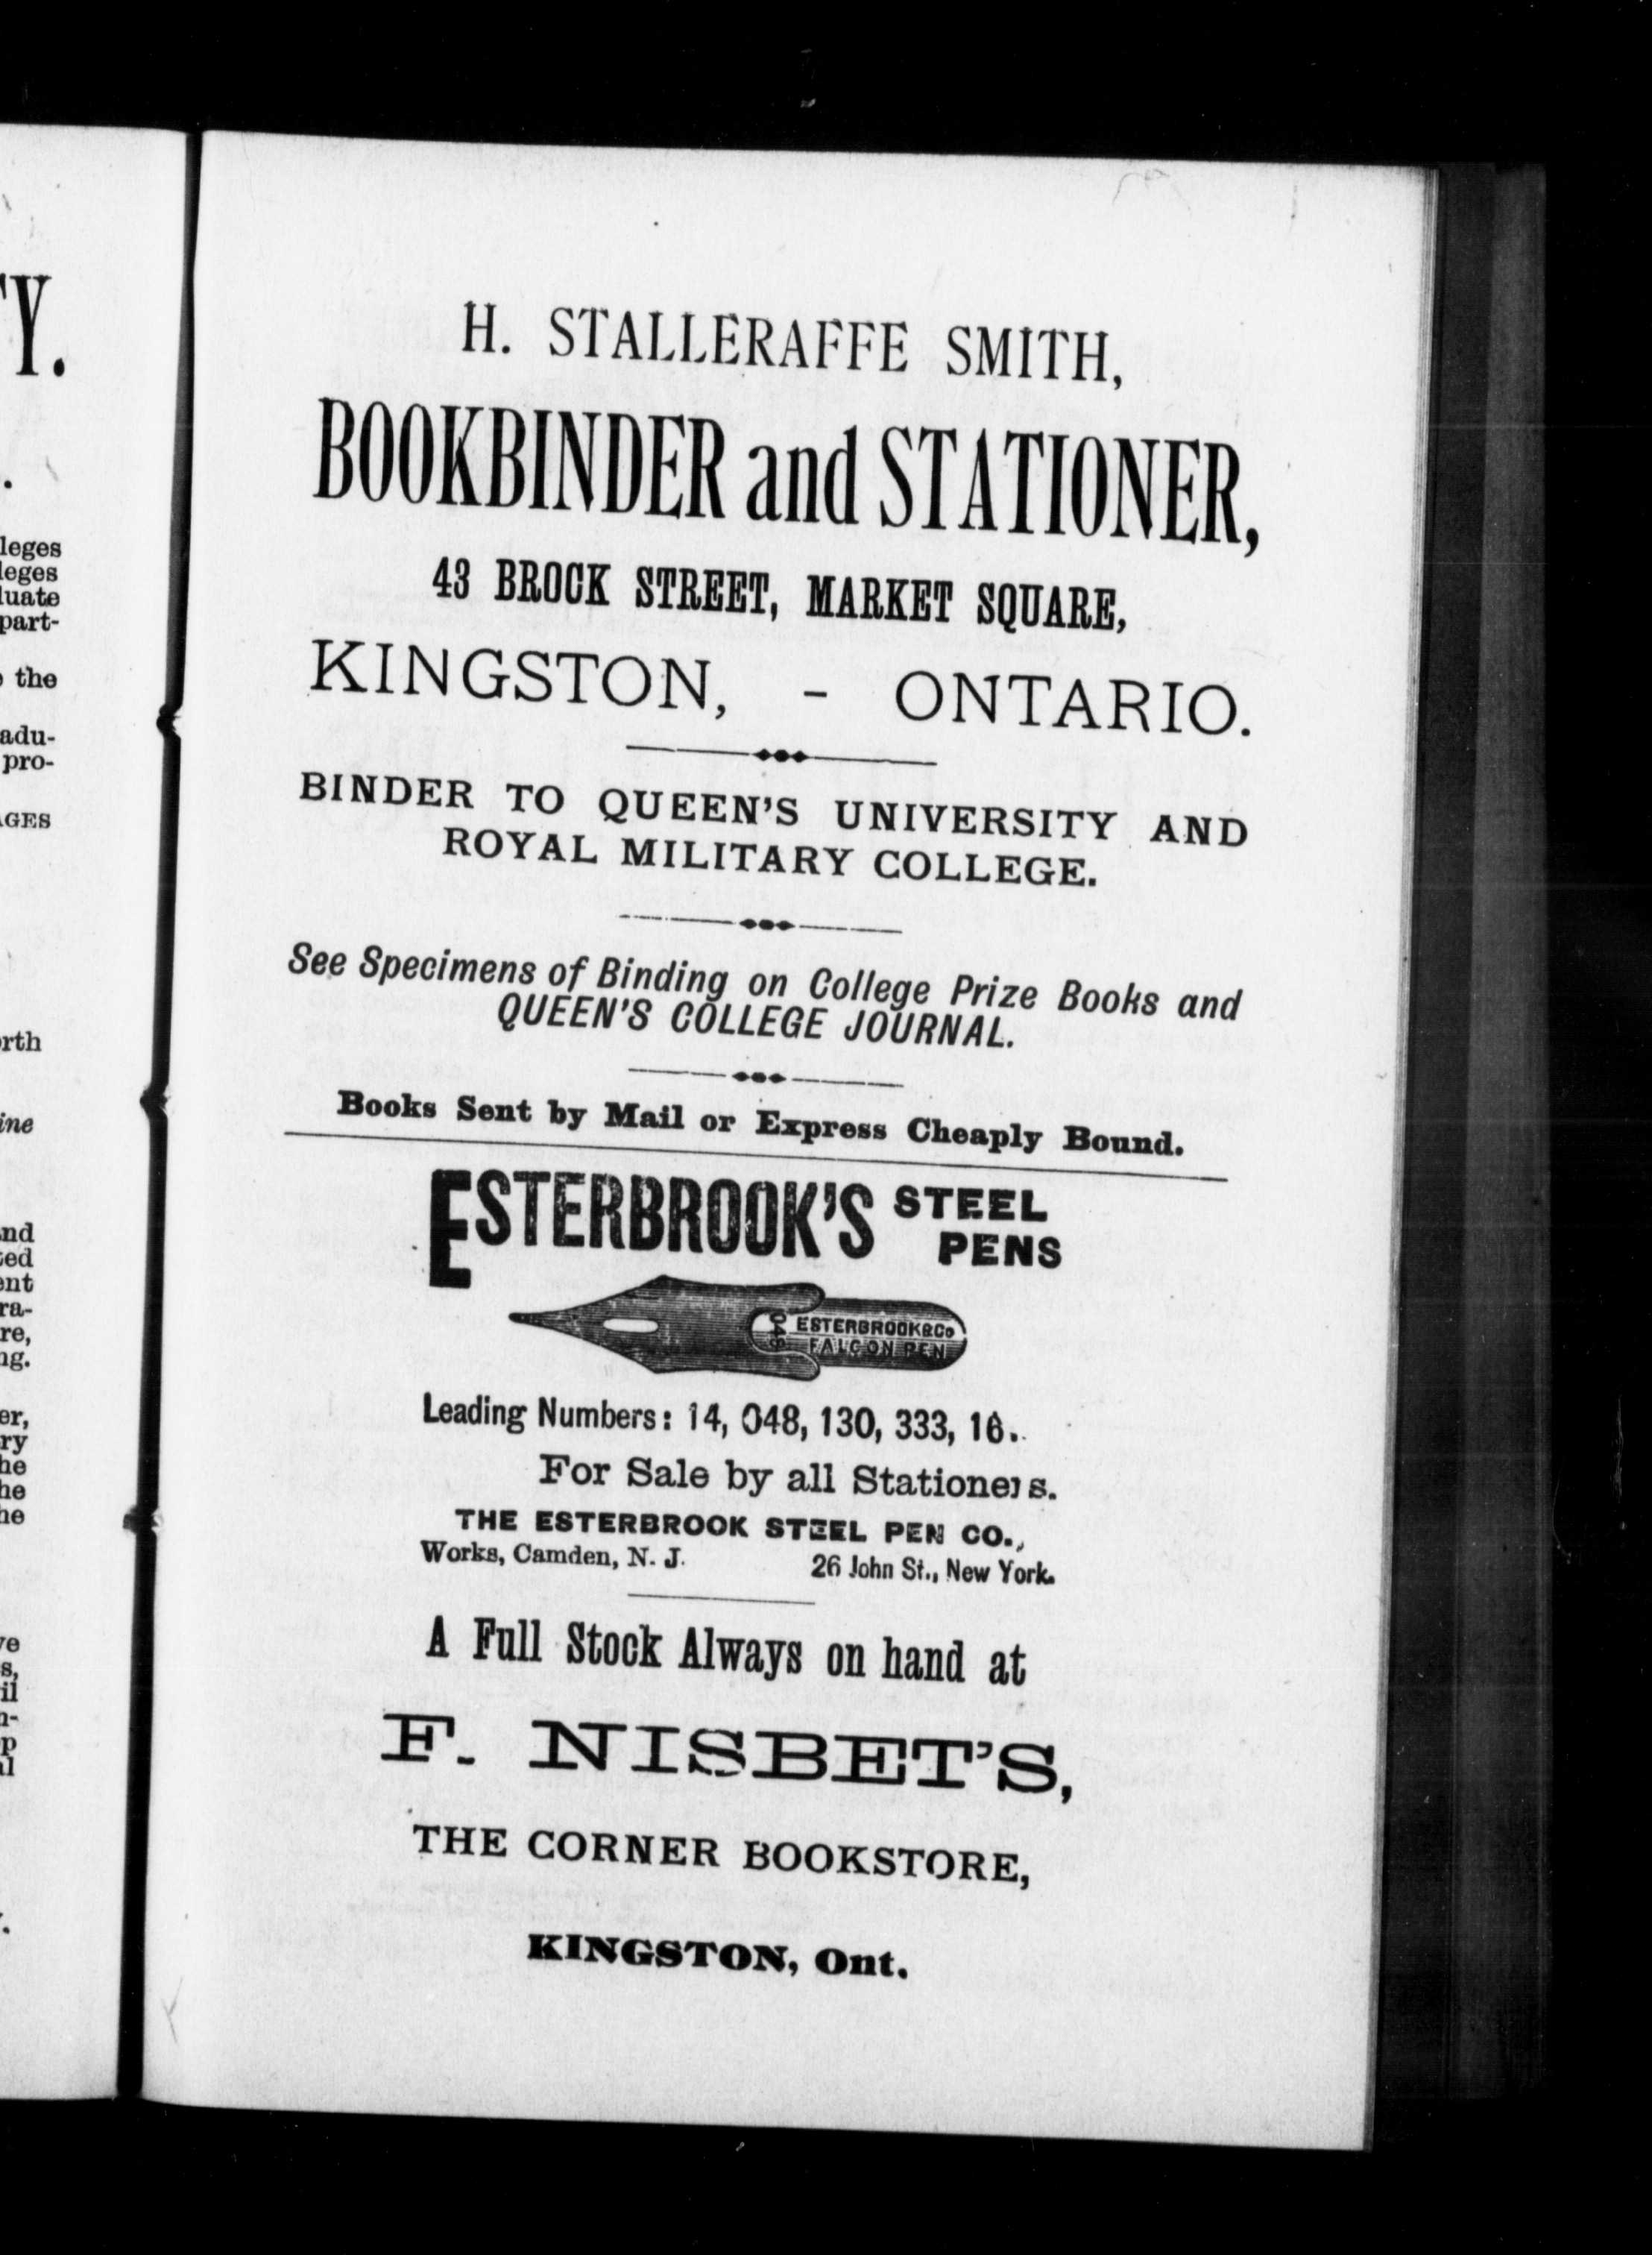 H. STALLERAFFE SMITH,
BOOKBINDER and STATIONER,
43 BROCK STREET, MARKET SQUARE,
KINGSTON, - ONTARIO.
BINDER TO QUEEN'S UNIVERSITY AND
ROYAL MILITARY COLLEGE.
See Specimens of Binding on College Prize Books and
QUEEN'S COLLEGE JOURNAL.
Books Sent by Mail or Express Cheaply Bound.
ESTERBROOK'S STEEL
PENS
048
ESTERBROOK&Co
FALCON PEN
Leading Numbers: 14, 048, 130, 333, 16.
For Sale by all Stationers.
THE ESTERBROOK STEEL PEN CO.,
Works, Camden, N. J. 26 John St., New York.
A Full Stock Always on hand at
F. NISBET'S,
THE CORNER BOOKSTORE,
KINGSTON, Ont.